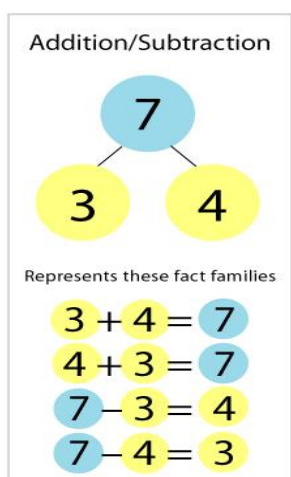 Addition/Subtraction
7
3 4
Represents these fact families
3 + 4 = 7
4 + 3 = 7
7 – 3 = 4
7 – 4 = 3